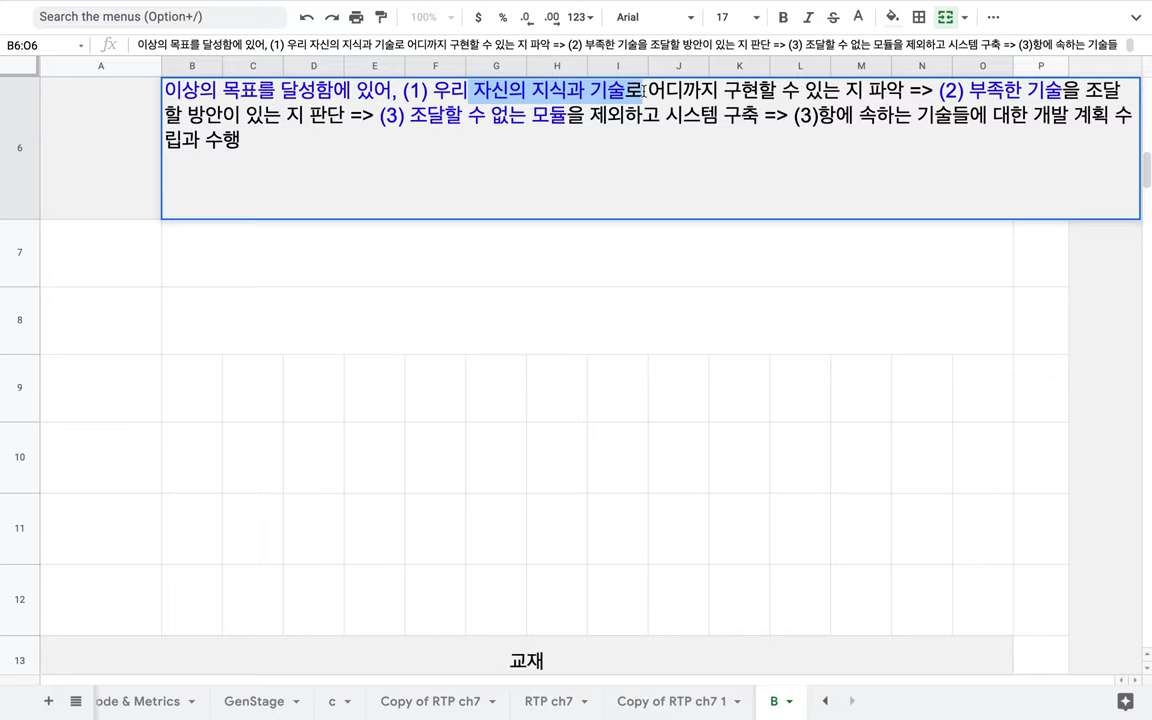 Search the menus (Option+/) 100% $ % .0 .00 123 Arial 17 B I S A
B6:O6 fx 이상의 목표를 달성함에 있어, (1) 우리 자신의 지식과 기술로 어디까지 구현할 수 있는 지 파악 => (2) 부족한 기술을 조달할 방안이 있는 지 판단 => (3) 조달할 수 없는 모듈을 제외하고 시스템 구축 => (3)항에 속하는 기술들
A B C D E F G H I J K L M N O P
이상의 목표를 달성함에 있어, (1) 우리 자신의 지식과 기술로 어디까지 구현할 수 있는 지 파악 => (2) 부족한 기술을 조달
할 방안이 있는 지 판단 => (3) 조달할 수 없는 모듈을 제외하고 시스템 구축 => (3)항에 속하는 기술들에 대한 개발 계획 수
립과 수행
6
7
8
9
10
11
12
13 교재
ode & Metrics GenStage c Copy of RTP ch7 RTP ch7 Copy of RTP ch7 1 B